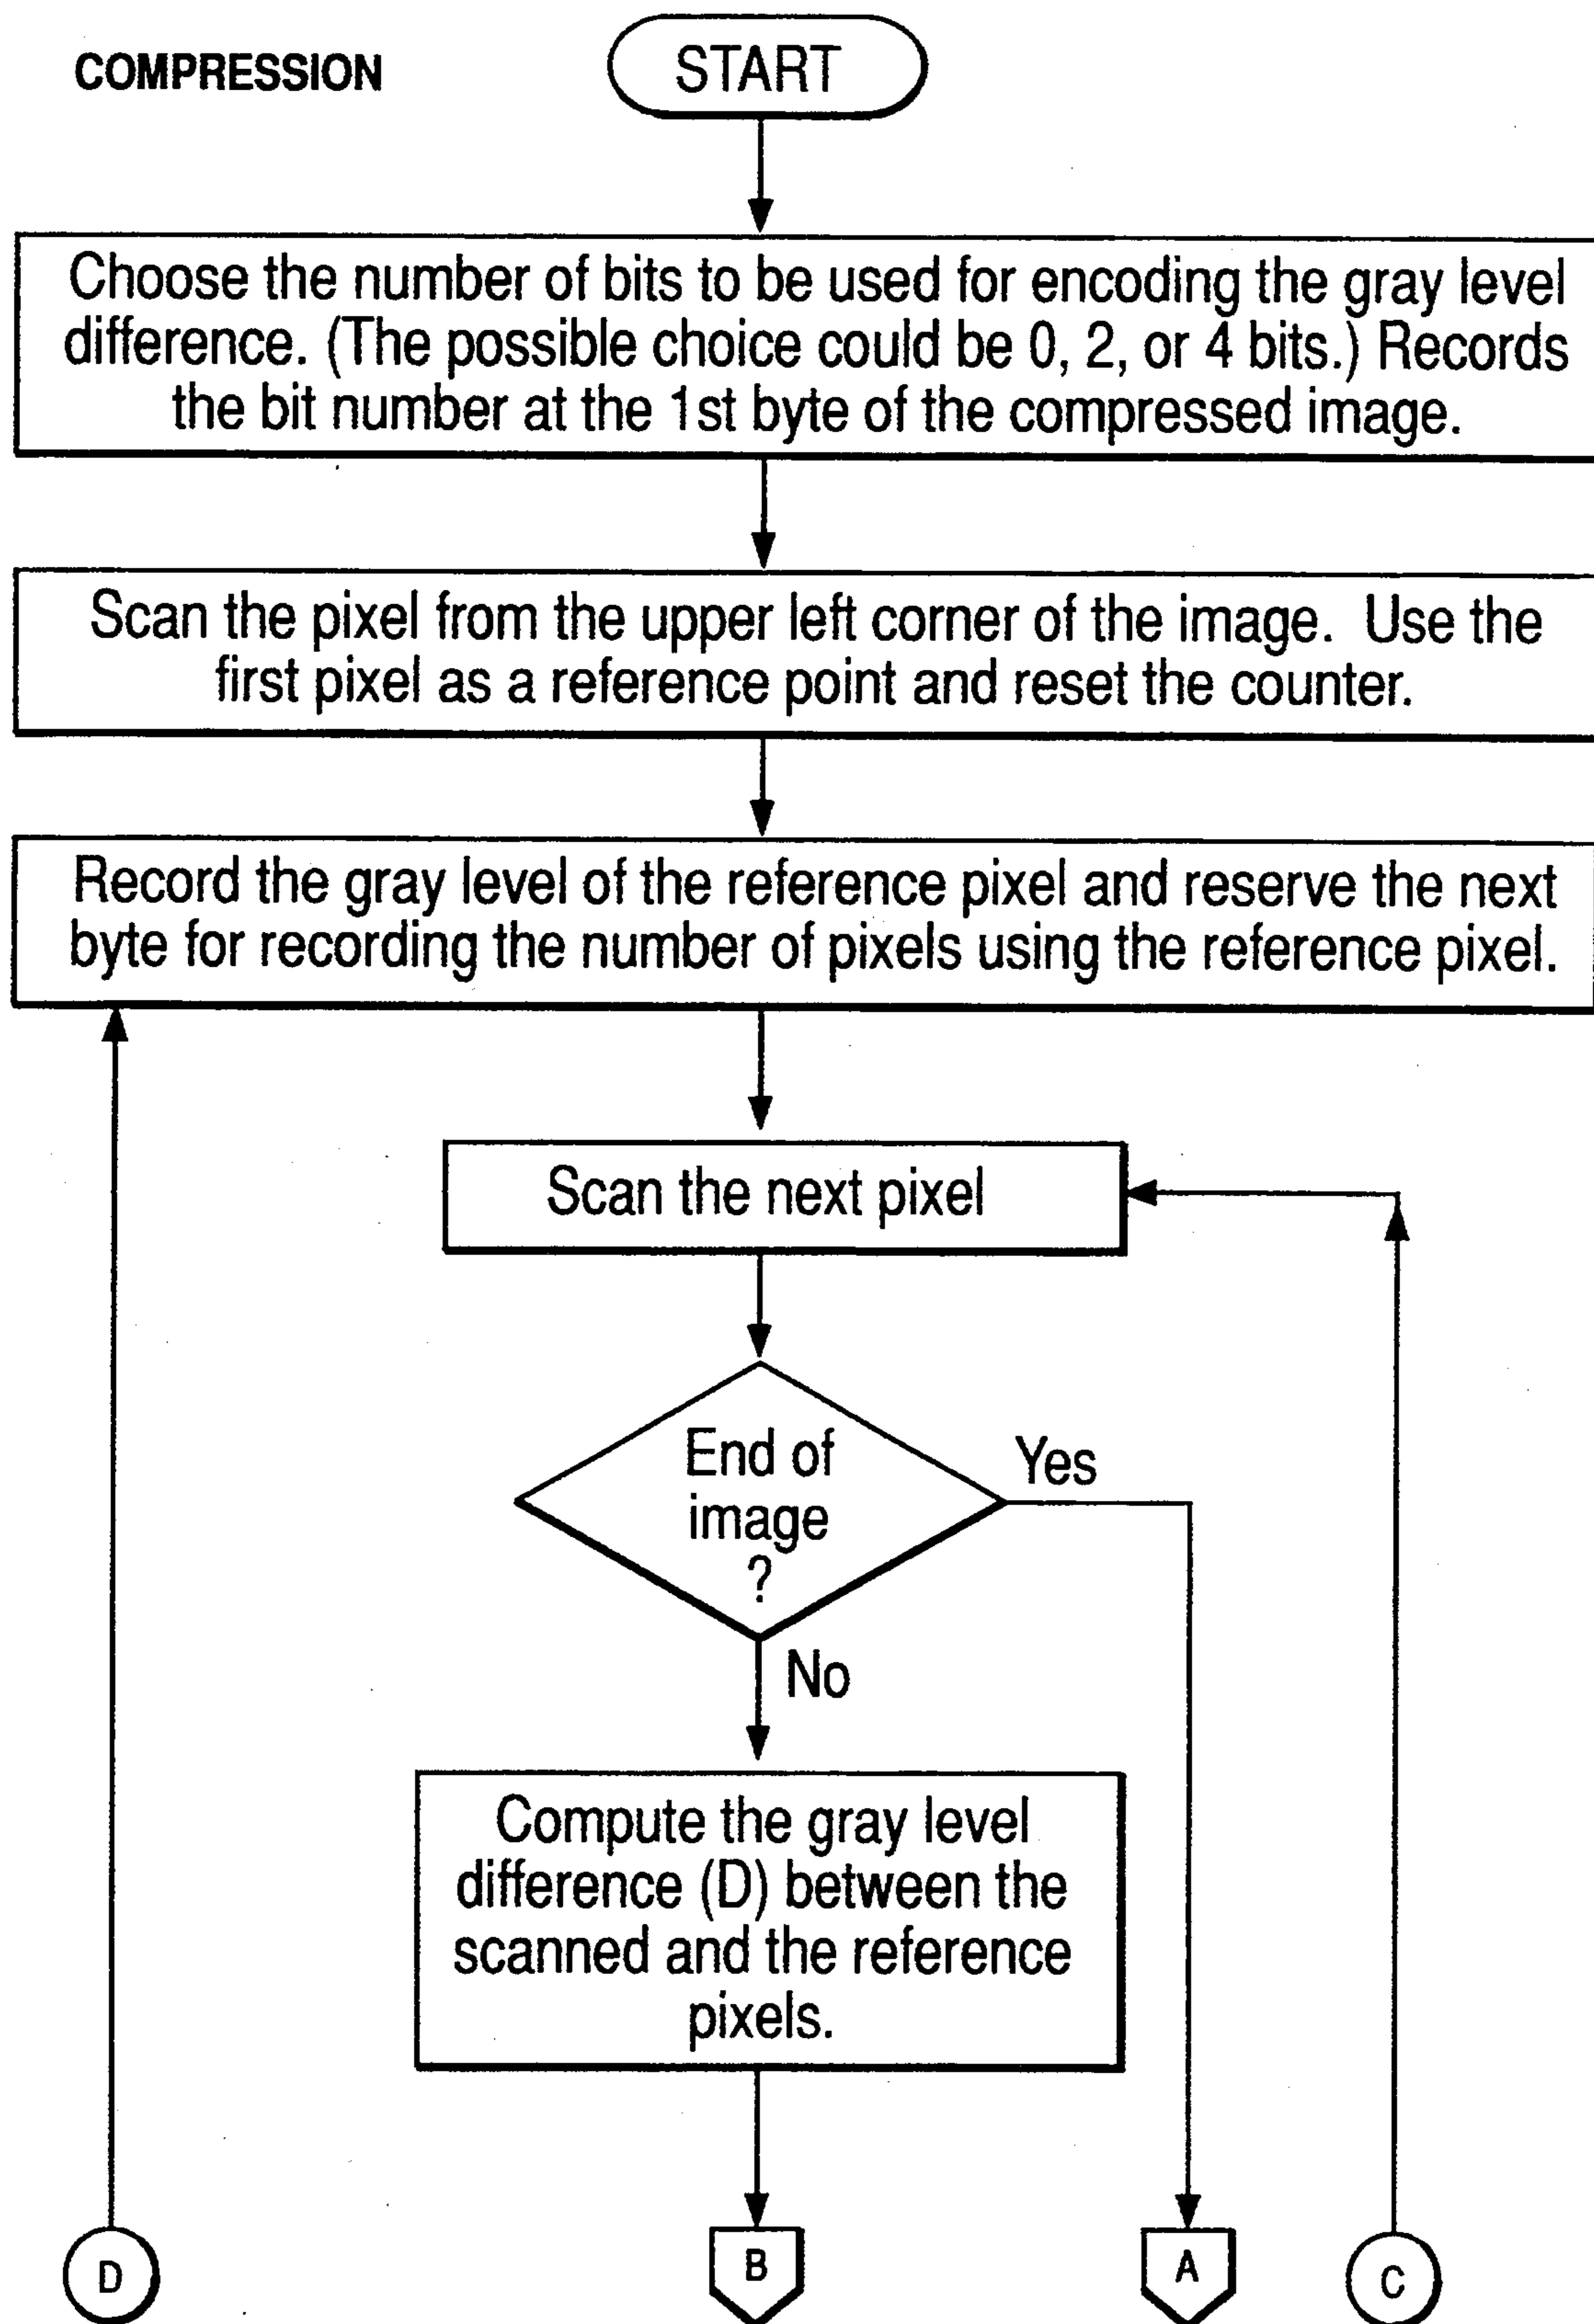 COMPRESSION
START
Choose the number of bits to be used for encoding the gray level
difference. (The possible choice could be 0, 2, or 4 bits.) Records
the bit number at the 1st byte of the compressed image.
Scan the pixel from the upper left corner of the image. Use the
first pixel as a reference point and reset the counter.
Record the gray level of the reference pixel and reserve the next
byte for recording the number of pixels using the reference pixel.
Scan the next pixel
End of
image
?
Yes
No
Compute the gray level
difference (D) between the
scanned and the reference
pixels.
D
B
A
C